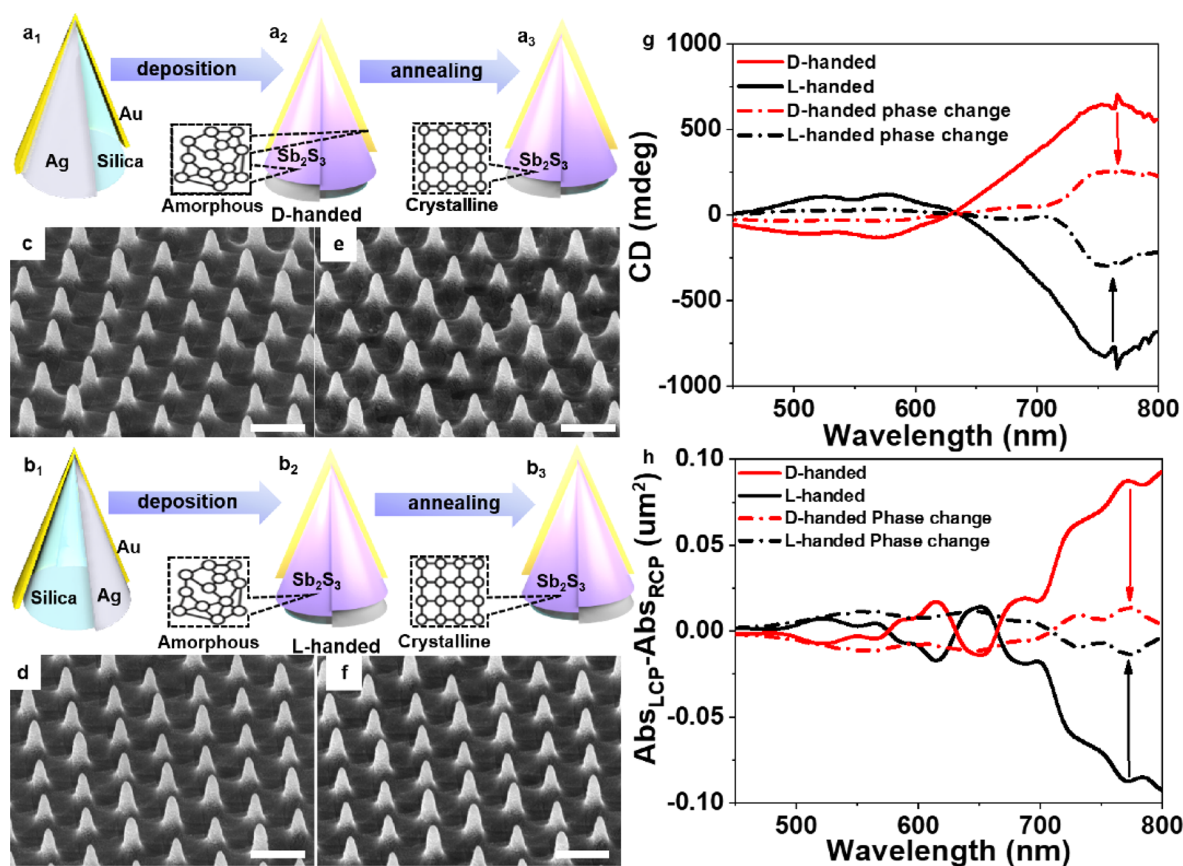 a1
deposition
a2
annealing
a3
Au
Ag
Silica
Sb2S3
Sb2S3
Amorphous
D-handed
Crystalline
c
e
b1
deposition
b2
annealing
b3
Au
Silica
Ag
Sb2S3
Sb2S3
Amorphous
L-handed
Crystalline
d
f
g
1000
500
0
-500
-1000
CD (mdeg)
D-handed
L-handed
D-handed phase change
L-handed phase change
500
600
700
800
Wavelength (nm)
h
0.10
0.05
0.00
-0.05
-0.10
AbsLCP-AbsRCP (um²)
D-handed
L-handed
D-handed Phase change
L-handed Phase change
500
600
700
800
Wavelength (nm)